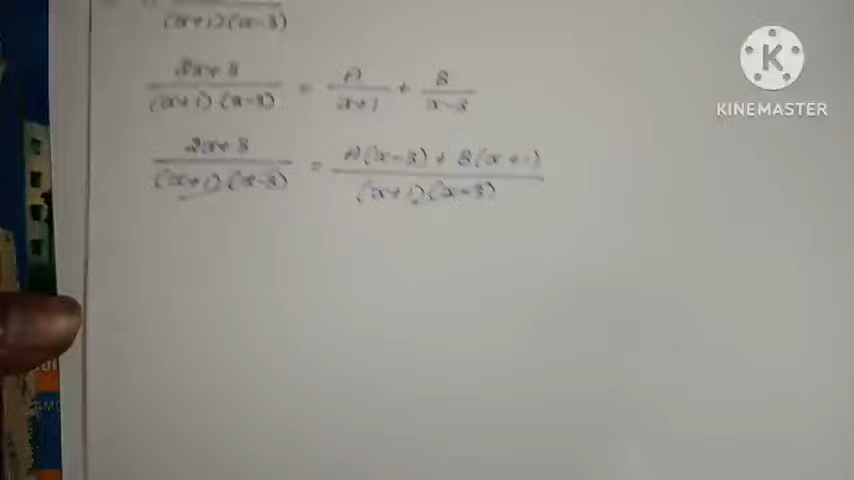 (x+1)(x-3)
2x+3 / (x+1)(x-3) = A / x+1 + B / x-3
2x+3 / (x+1)(x-3) = A(x-3) + B(x+1) / (x+1)(x-3)
KINEMASTER